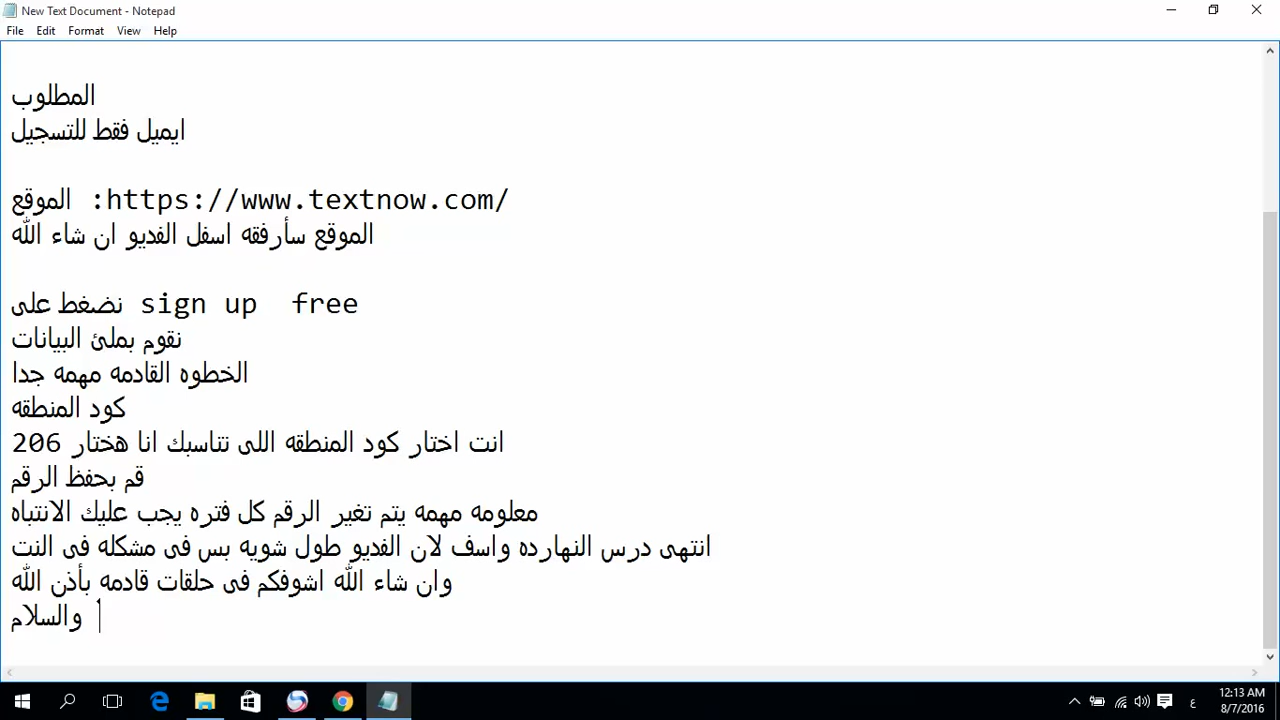 New Text Document - Notepad
File Edit Format View Help
المطلوب
ايميل فقط للتسجيل
الموقع :https://www.textnow.com/
الموقع سأرفقه اسفل الفديو ان شاء الله
نضغط على sign up free
نقوم بملئ البيانات
الخطوه القادمه مهمه جدا
كود المنطقه
انت اختار كود المنطقه اللى تناسبك انا هختار 206
قم بحفظ الرقم
معلومه مهمه يتم تغير الرقم كل فتره يجب عليك الانتباه
انتهى درس النهارده واسف لان الفديو طول شويه بس فى مشكله فى النت
وان شاء الله اشوفكم فى حلقات قادمه بأذن الله
والسلام
ع
12:13 AM
8/7/2016